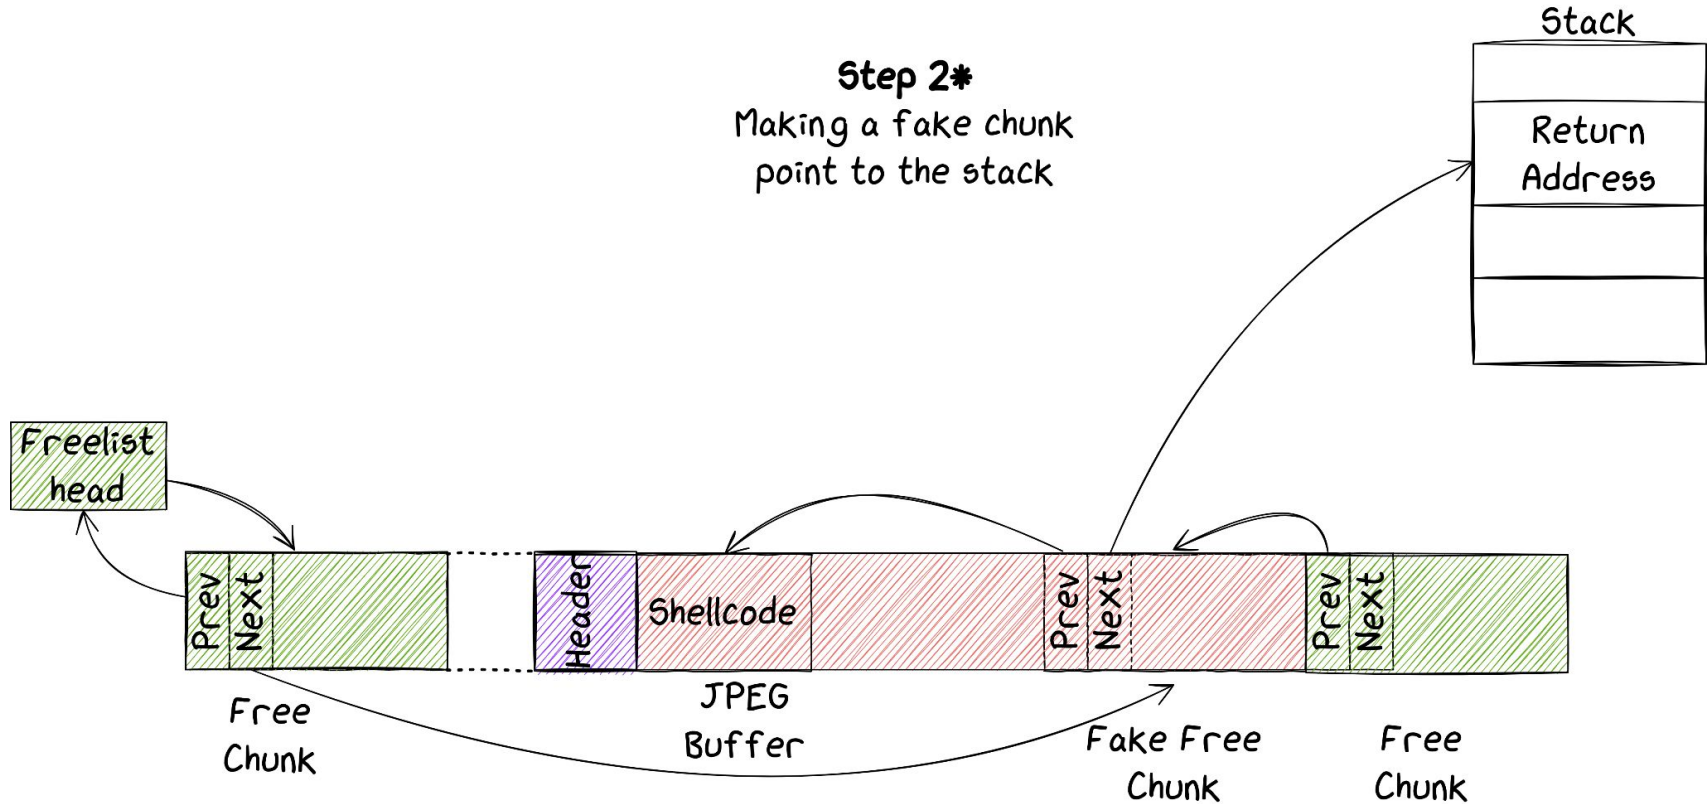 Stack
Step 2*
Making a fake chunk
point to the stack
Return
Address
Freelist
head
Prev
Next
Header
Shellcode
Prev
Next
Prev
Next
Free
Chunk
JPEG
Buffer
Fake Free
Chunk
Free
Chunk